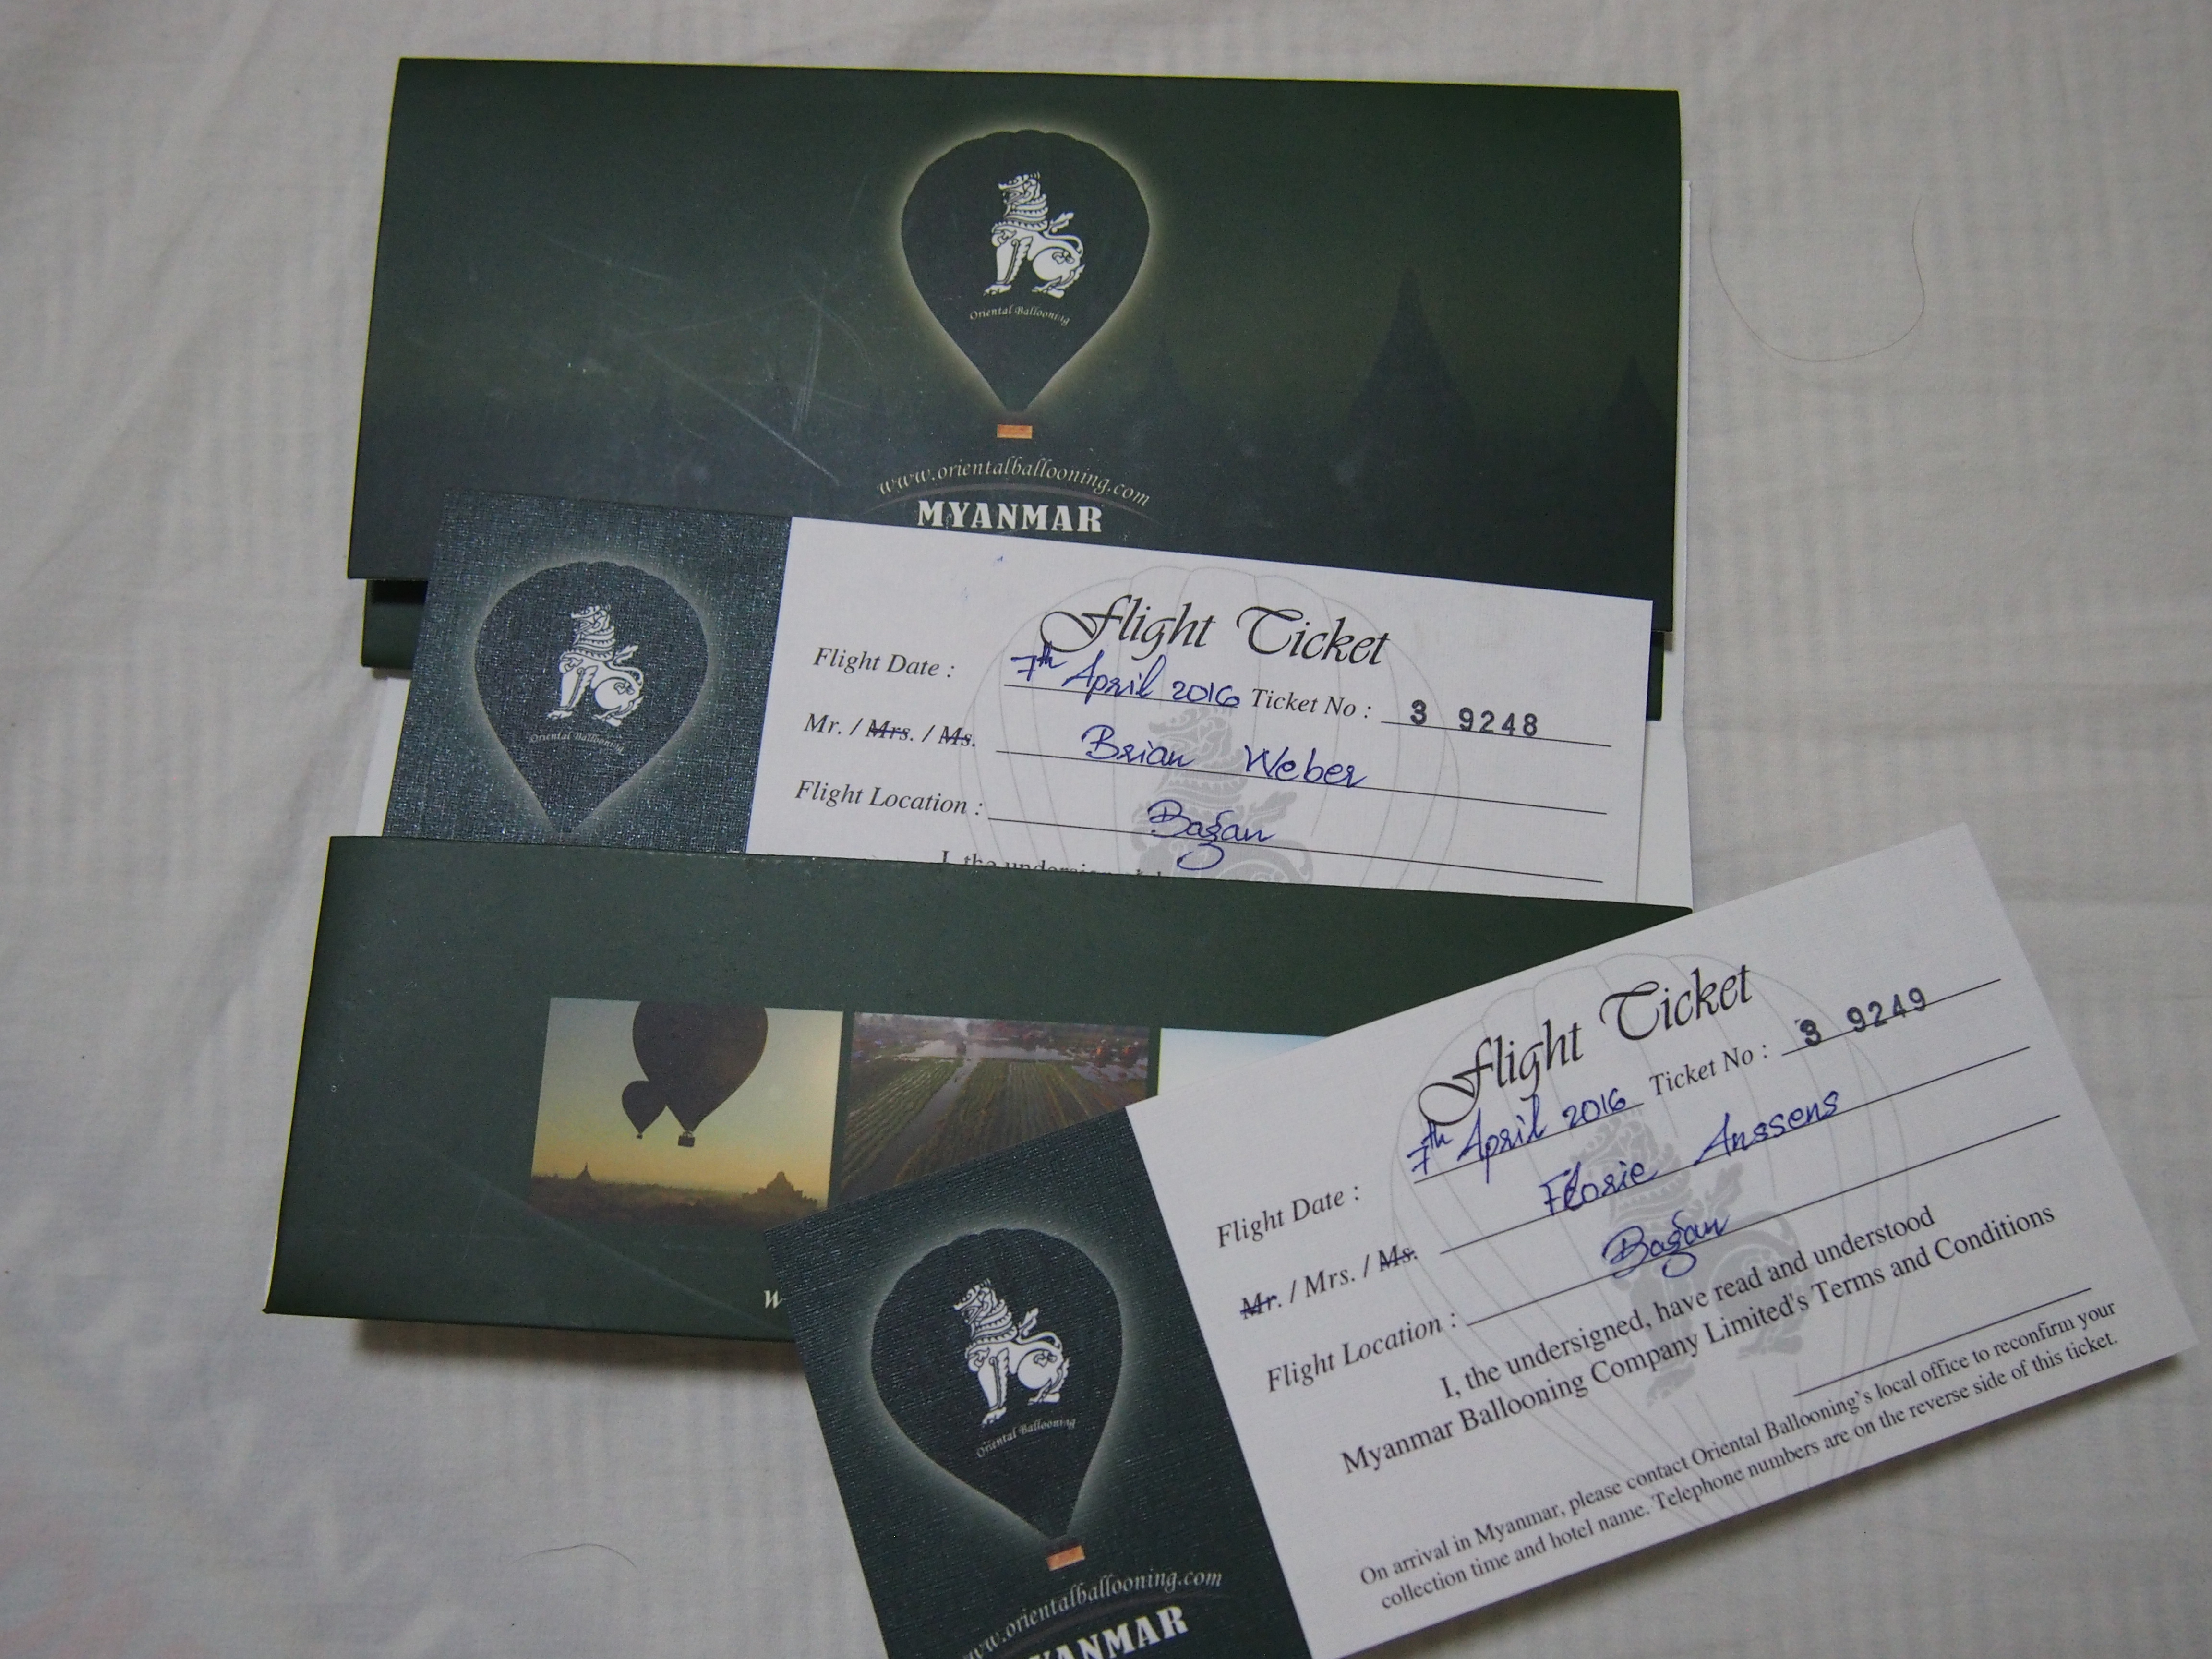 Oriental Ballooning
www.orientalballooning.com
MYANMAR
Oriental Ballooning
Flight Ticket
Flight Date : 7th April 2016 Ticket No : 3 9248
Mr. / Mrs. / Ms. Brian Weber
Flight Location : Bagan
I, the undersigned
w
Flight Ticket
Flight Date : 7th April 2016 Ticket No : 3 9249
Mr. / Mrs. / Ms. Florie Anssens
Flight Location : Bagan
I, the undersigned, have read and understood
Myanmar Ballooning Company Limited's Terms and Conditions
On arrival in Myanmar, please contact Oriental Ballooning's local office to reconfirm your
collection time and hotel name. Telephone numbers are on the reverse side of this ticket.
Oriental Ballooning
www.orientalballooning.com
YANMAR